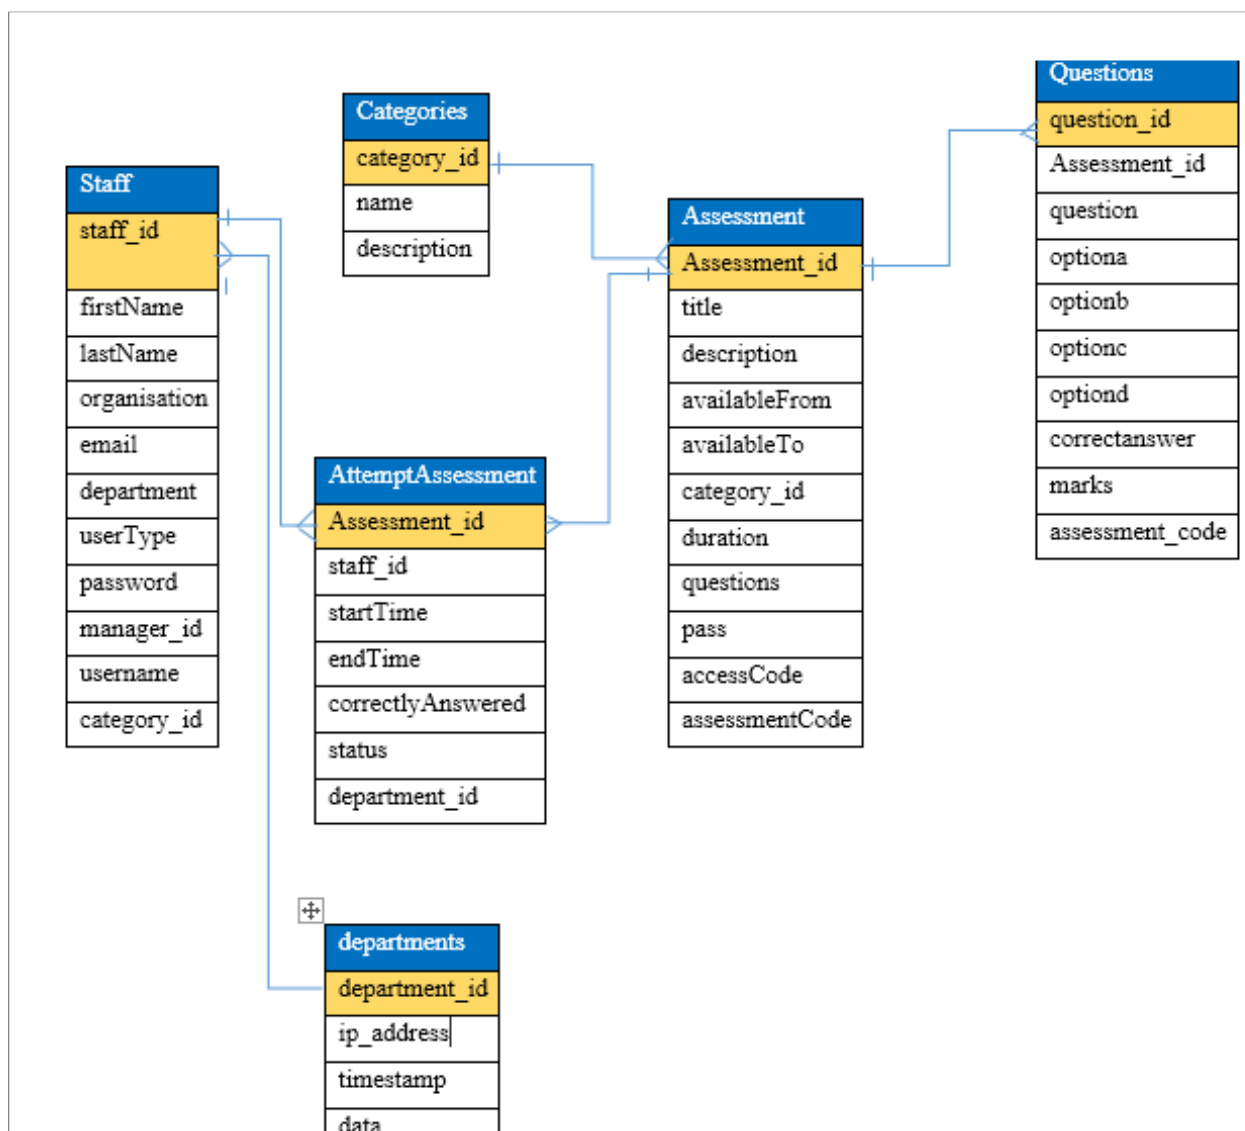 Questions
question_id
Assessment_id
question
optiona
optionb
optionc
optiond
correctanswer
marks
assessment_code
Categories
category_id
name
description
Staff
staff_id
firstName
lastName
organisation
email
department
userType
password
manager_id
username
category_id
Assessment
Assessment_id
title
description
availableFrom
availableTo
category_id
duration
questions
pass
accessCode
assessmentCode
AttemptAssessment
Assessment_id
staff_id
startTime
endTime
correctlyAnswered
status
department_id
departments
department_id
ip_address
timestamp
data